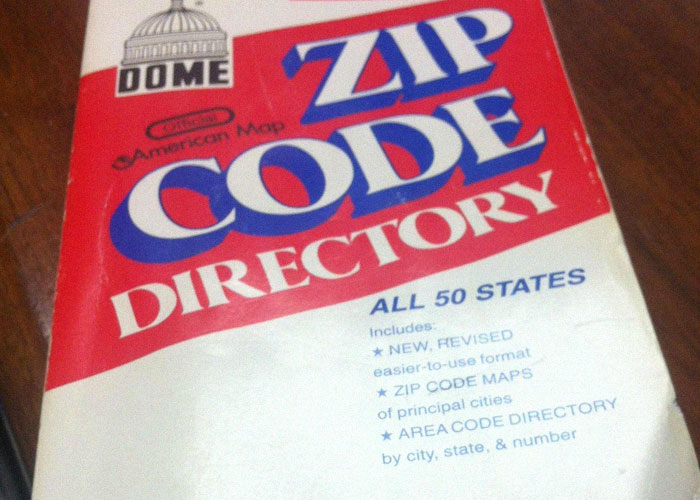 DOME
Official
American Map
ZIP
CODE
DIRECTORY
ALL 50 STATES
Includes:
★ NEW, REVISED
easier-to-use format
★ ZIP CODE MAPS
of principal cities
★ AREA CODE DIRECTORY
by city, state, & number